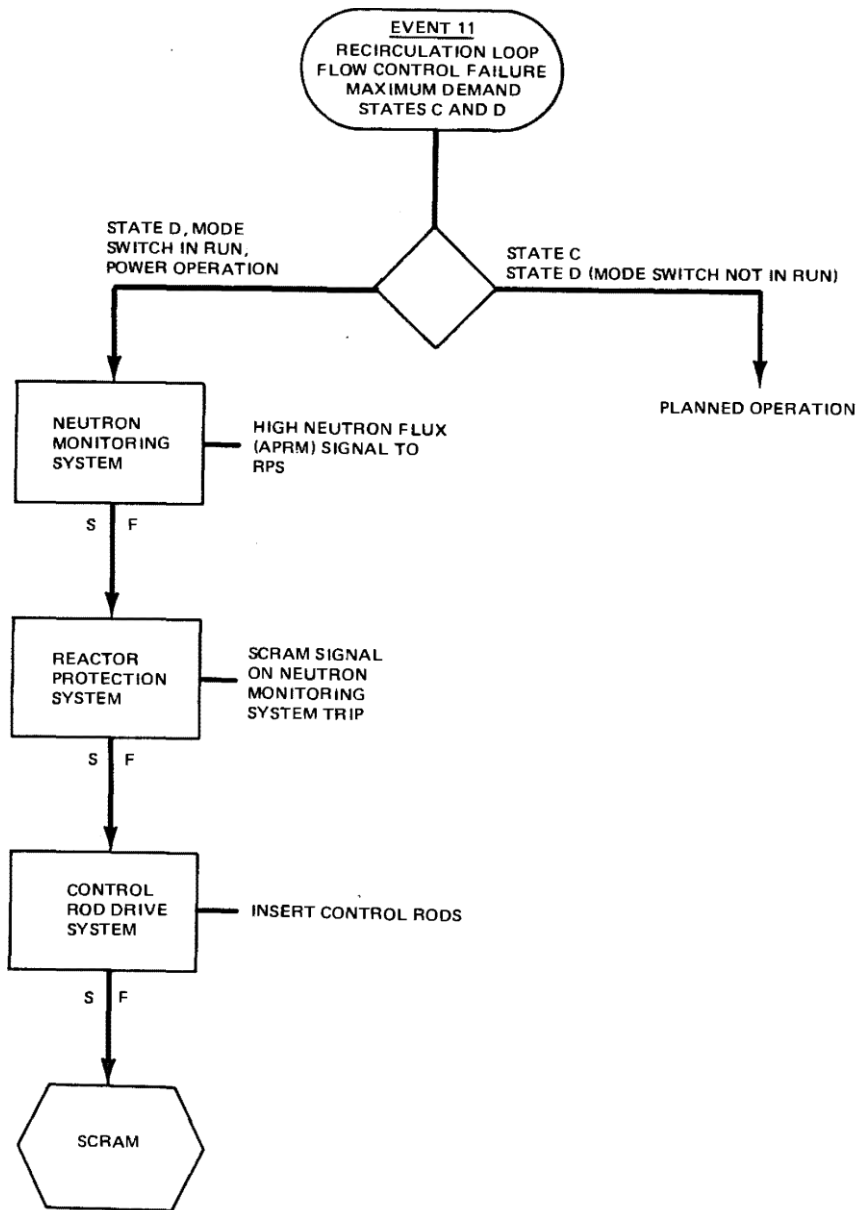 EVENT 11
RECIRCULATION LOOP
FLOW CONTROL FAILURE
MAXIMUM DEMAND
STATES C AND D
STATE D, MODE
SWITCH IN RUN,
POWER OPERATION
STATE C
STATE D (MODE SWITCH NOT IN RUN)
PLANNED OPERATION
NEUTRON
MONITORING
SYSTEM
HIGH NEUTRON FLUX
(APRM) SIGNAL TO
RPS
S F
REACTOR
PROTECTION
SYSTEM
SCRAM SIGNAL
ON NEUTRON
MONITORING
SYSTEM TRIP
S F
CONTROL
ROD DRIVE
SYSTEM
INSERT CONTROL RODS
S F
SCRAM